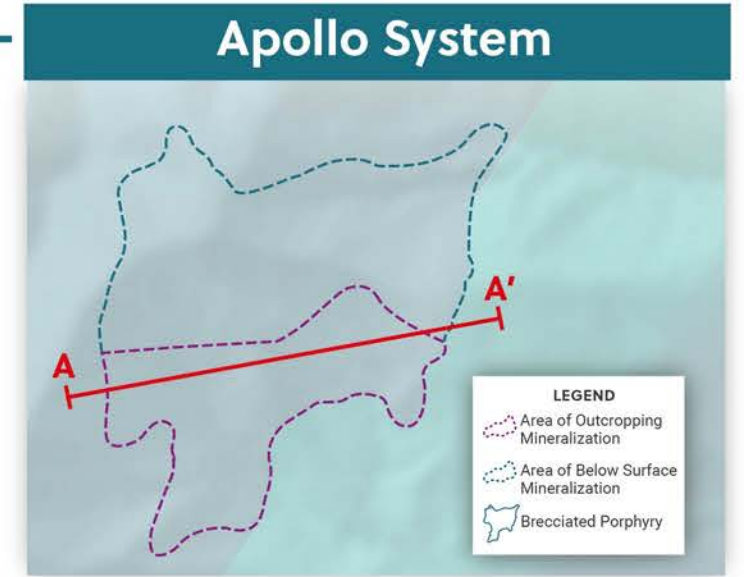 Apollo System
A'
A
LEGEND
Area of Outcropping
Mineralization
Area of Below Surface
Mineralization
Brecciated Porphyry